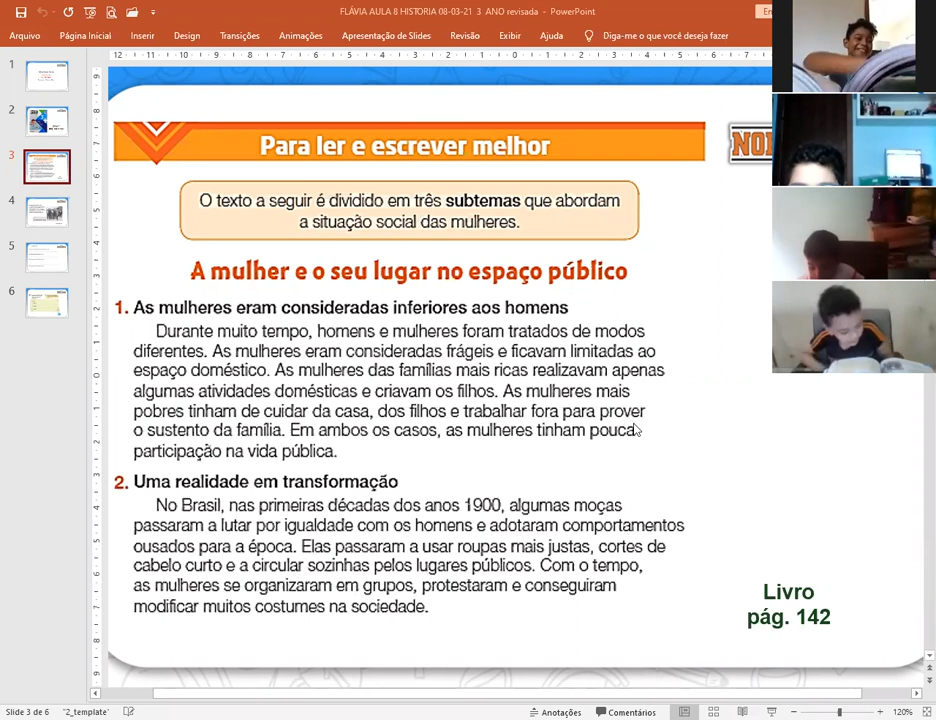 FLÁVIA AULA 8 HISTORIA 08-03-21 3 ANO revisada - PowerPoint
Arquivo Página Inicial Inserir Design Transições Animações Apresentação de Slides Revisão Exibir Ajuda Diga-me o que você deseja fazer
Para ler e escrever melhor
O texto a seguir é dividido em três subtemas que abordam
a situação social das mulheres.
A mulher e o seu lugar no espaço público
1. As mulheres eram consideradas inferiores aos homens
Durante muito tempo, homens e mulheres foram tratados de modos
diferentes. As mulheres eram consideradas frágeis e ficavam limitadas ao
espaço doméstico. As mulheres das famílias mais ricas realizavam apenas
algumas atividades domésticas e criavam os filhos. As mulheres mais
pobres tinham de cuidar da casa, dos filhos e trabalhar fora para prover
o sustento da família. Em ambos os casos, as mulheres tinham pouca
participação na vida pública.
2. Uma realidade em transformação
No Brasil, nas primeiras décadas dos anos 1900, algumas moças
passaram a lutar por igualdade com os homens e adotaram comportamentos
ousados para a época. Elas passaram a usar roupas mais justas, cortes de
cabelo curto e a circular sozinhas pelos lugares públicos. Com o tempo,
as mulheres se organizaram em grupos, protestaram e conseguiram
modificar muitos costumes na sociedade.
Livro
pág. 142
1
2
3
4
5
6
Slide 3 de 6 "2_template" Anotações Comentários 120%